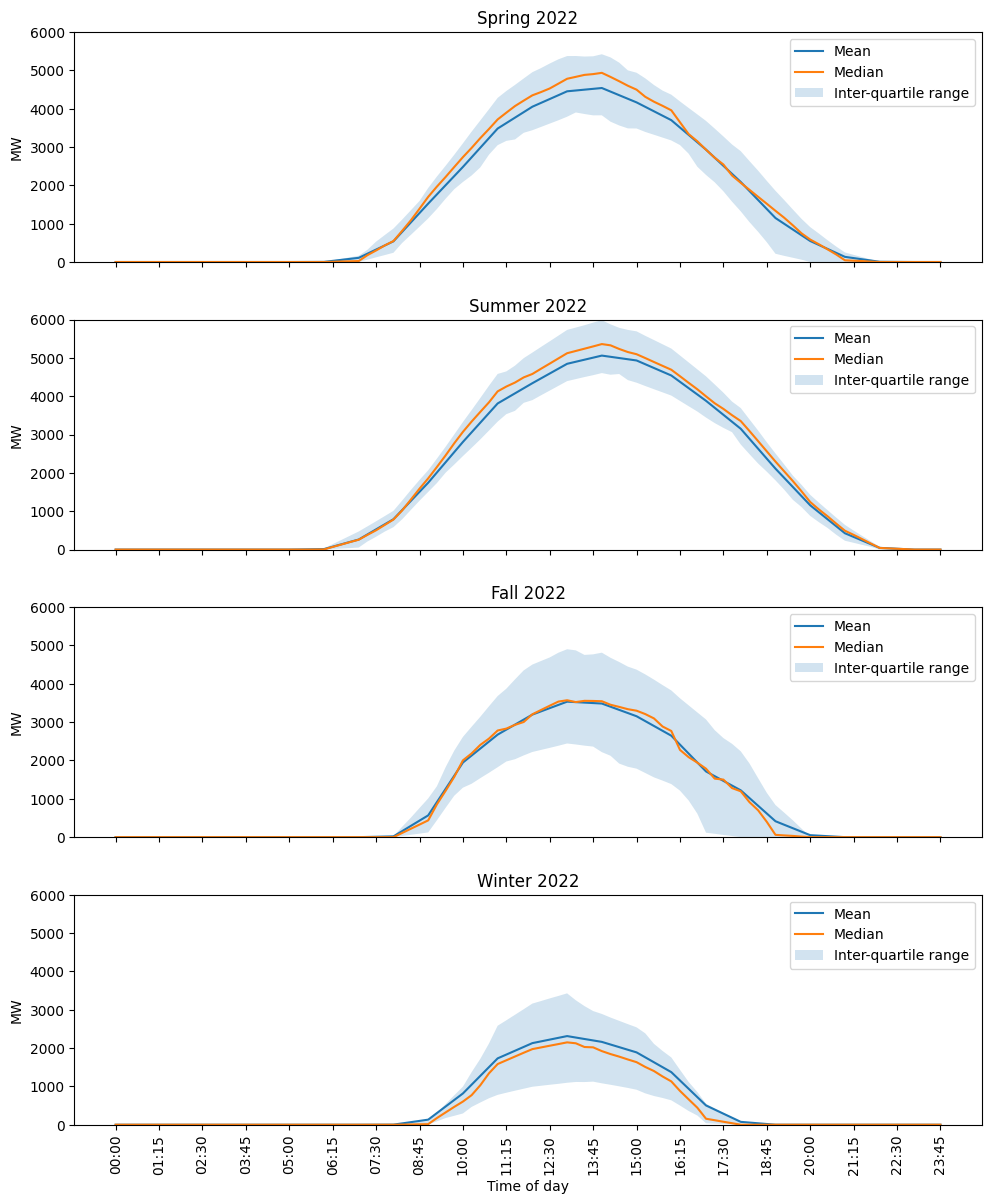 Spring 2022
6000
5000
4000
3000
2000
1000
0
MW
Mean
Median
Inter-quartile range
Summer 2022
6000
5000
4000
3000
2000
1000
0
MW
Mean
Median
Inter-quartile range
Fall 2022
6000
5000
4000
3000
2000
1000
0
MW
Mean
Median
Inter-quartile range
Winter 2022
6000
5000
4000
3000
2000
1000
0
MW
Mean
Median
Inter-quartile range
00:00
01:15
02:30
03:45
05:00
06:15
07:30
08:45
10:00
11:15
12:30
13:45
15:00
16:15
17:30
18:45
20:00
21:15
22:30
23:45
Time of day